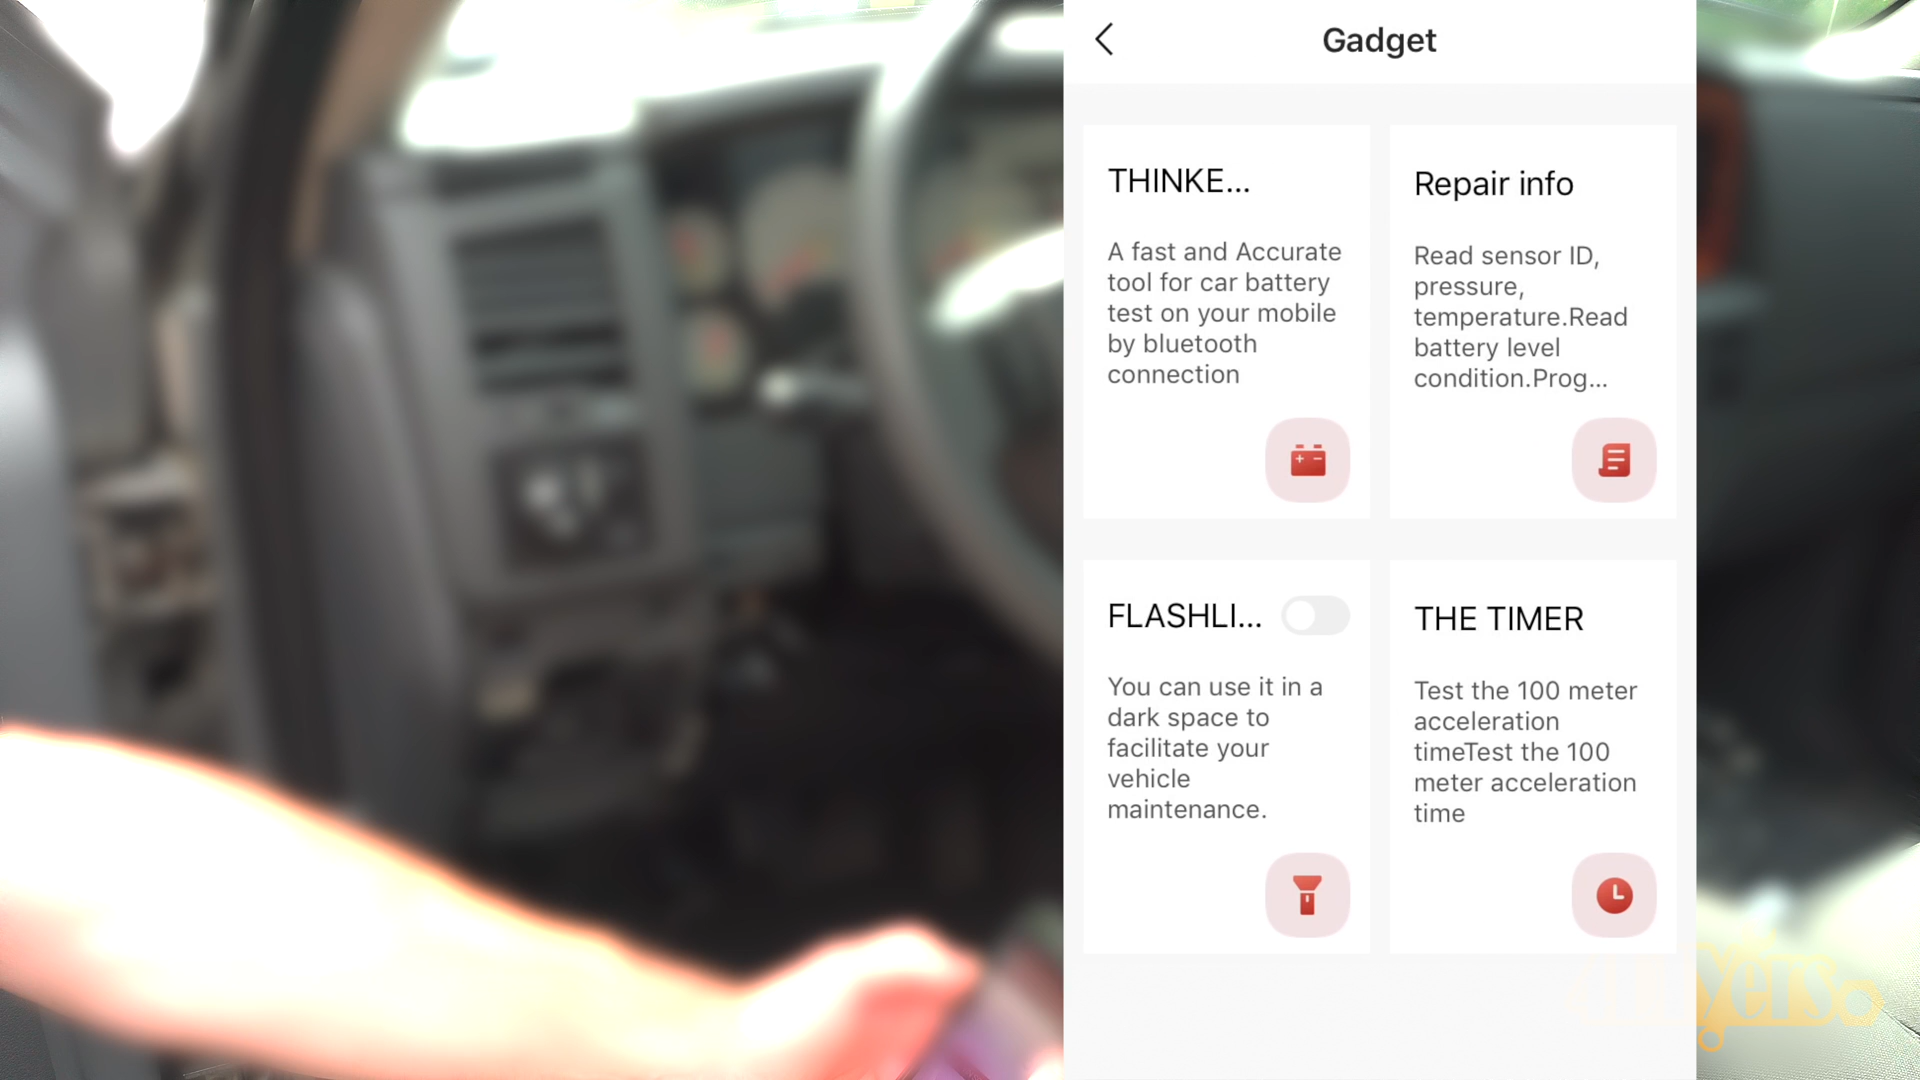 Gadget
THINKE...
A fast and Accurate
tool for car battery
test on your mobile
by bluetooth
connection
Repair info
Read sensor ID,
pressure,
temperature.Read
battery level
condition.Prog...
FLASHLI...
You can use it in a
dark space to
facilitate your
vehicle
maintenance.
THE TIMER
Test the 100 meter
acceleration
timeTest the 100
meter acceleration
time